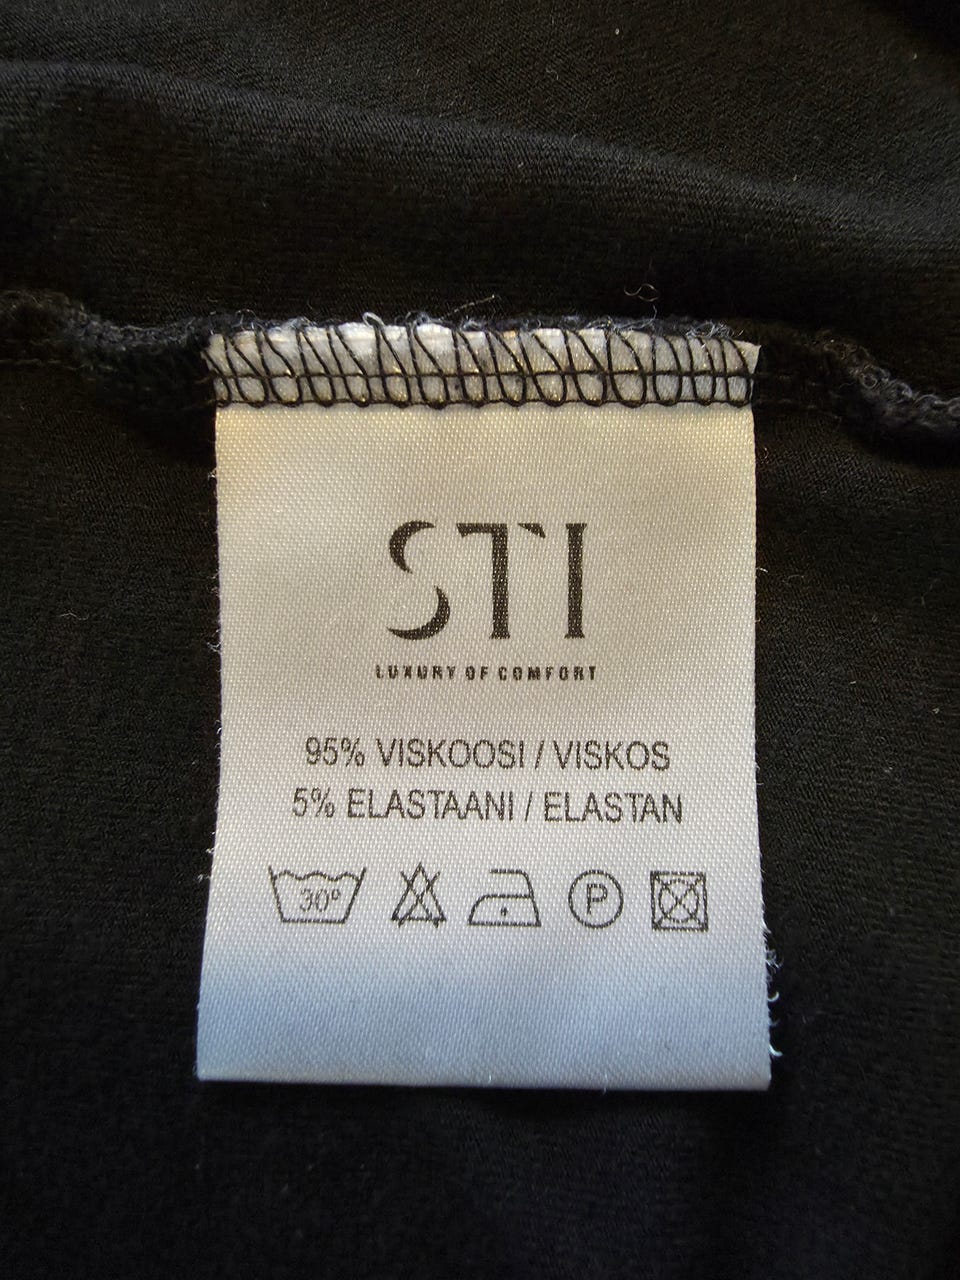 STI
LUXURY OF COMFORT
95% VISKOOSI / VISKOS
5% ELASTAANI / ELASTAN
30° P